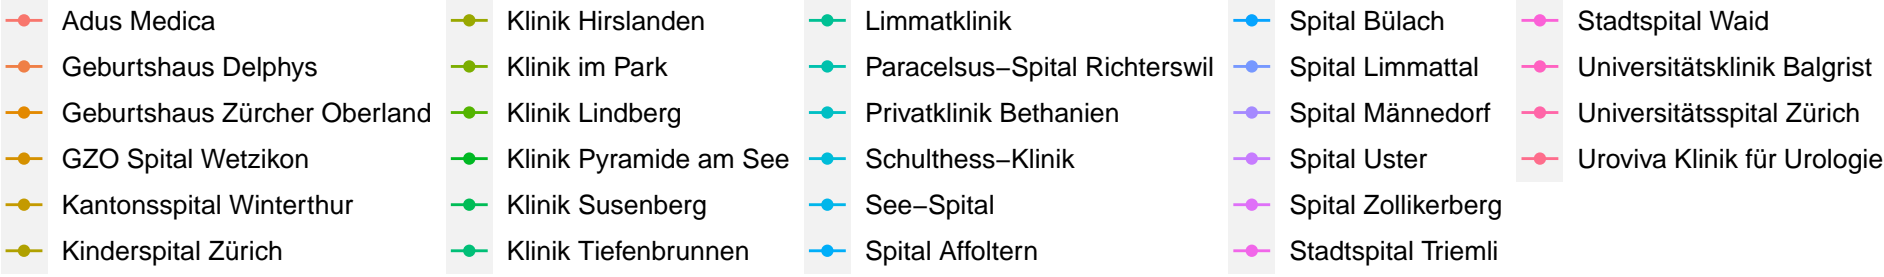 Adus Medica
Geburtshaus Delphys
Geburtshaus Zürcher Oberland
GZO Spital Wetzikon
Kantonsspital Winterthur
Kinderspital Zürich
Klinik Hirslanden
Klinik im Park
Klinik Lindberg
Klinik Pyramide am See
Klinik Susenberg
Klinik Tiefenbrunnen
Limmatklinik
Paracelsus−Spital Richterswil
Privatklinik Bethanien
Schulthess−Klinik
See−Spital
Spital Affoltern
Spital Bülach
Spital Limmattal
Spital Männedorf
Spital Uster
Spital Zollikerberg
Stadtspital Triemli
Stadtspital Waid
Universitätsklinik Balgrist
Universitätsspital Zürich
Uroviva Klinik für Urologie